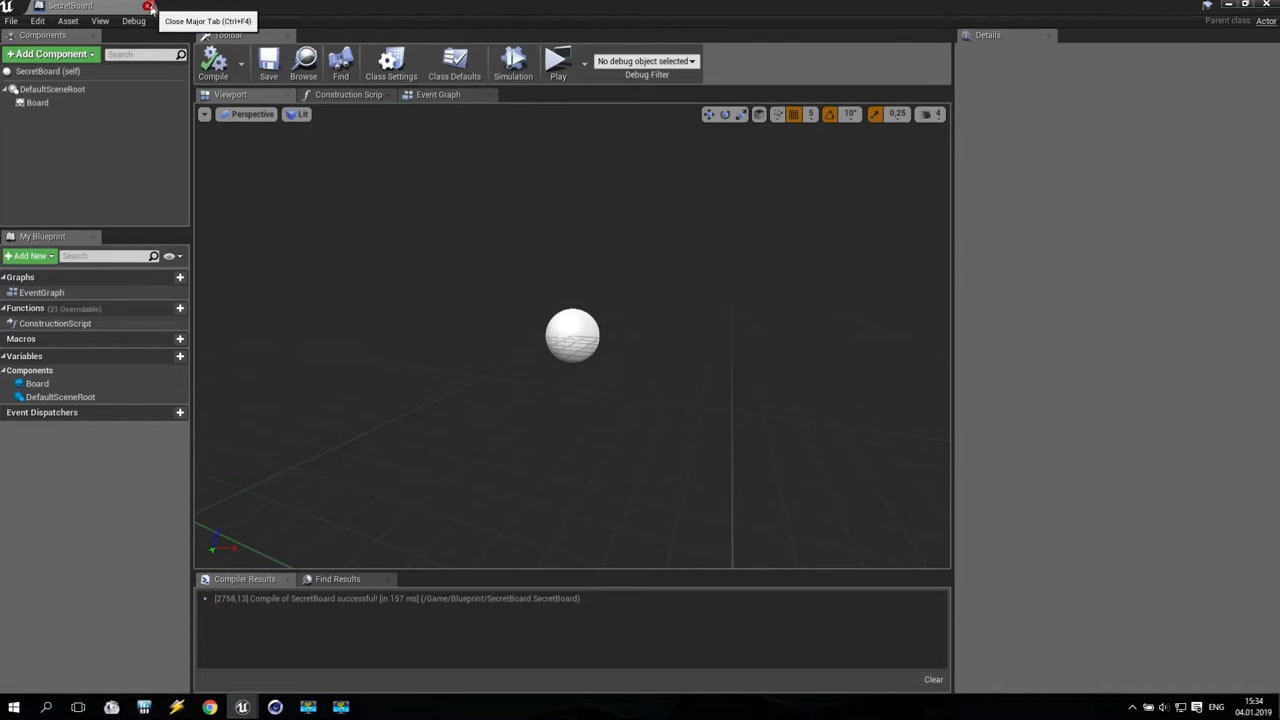 SecretBoard
Close Major Tab (Ctrl+F4)
File Edit Asset View Debug
Parent class: Actor
Components
Toolbar
Details
+Add Component
Search
SecretBoard (self)
DefaultSceneRoot
Board
Compile
Save
Browse
Find
Class Settings
Class Defaults
Simulation
Play
No debug object selected
Debug Filter
Viewport
Construction Scrip
Event Graph
Perspective
Lit
5
10°
0,25
4
My Blueprint
+Add New
Search
Graphs
EventGraph
Functions (21 Overridable)
ConstructionScript
Macros
Variables
Components
Board
DefaultSceneRoot
Event Dispatchers
Compiler Results
Find Results
[2758,13] Compile of SecretBoard successful! [in 157 ms] (/Game/Blueprint/SecretBoard.SecretBoard)
Clear
ENG
15:34
04.01.2019